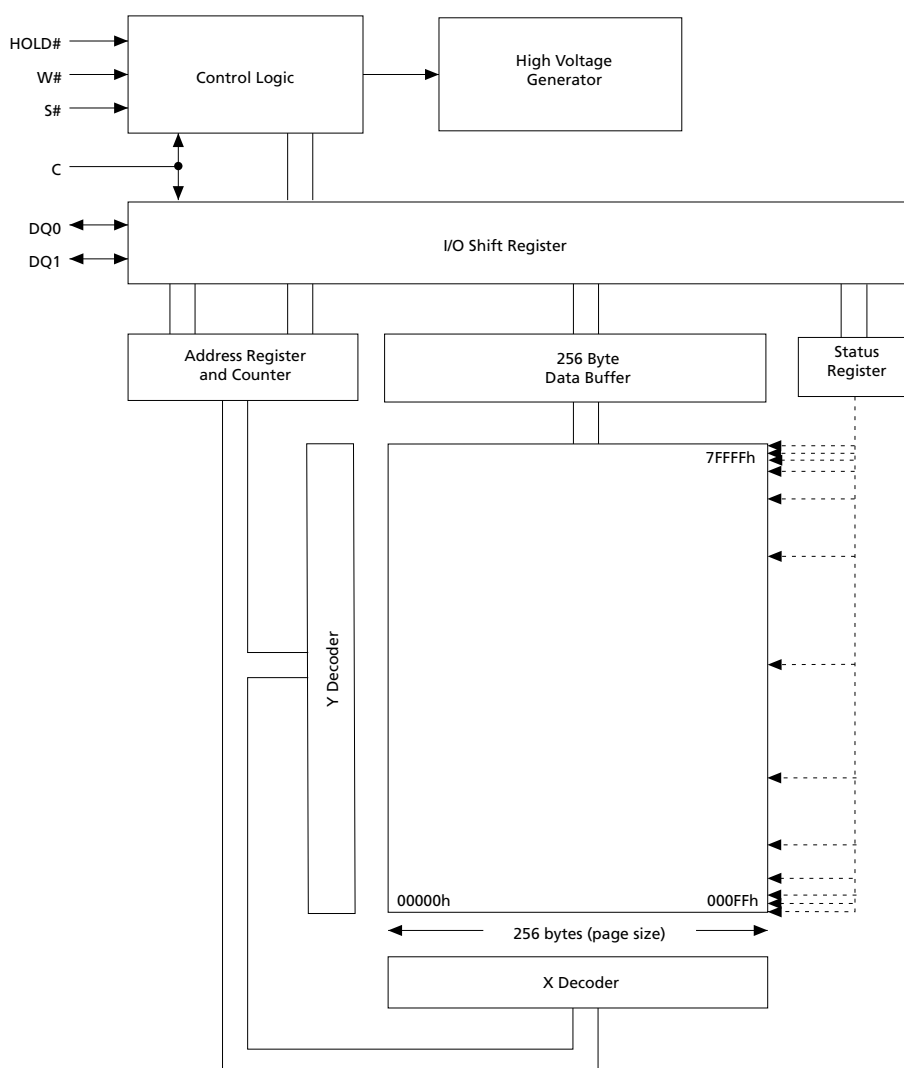 HOLD#
W#
S#
C
DQ0
DQ1
Control Logic
High Voltage
Generator
I/O Shift Register
Address Register
and Counter
256 Byte
Data Buffer
Status
Register
Y Decoder
7FFFFh
00000h
000FFh
256 bytes (page size)
X Decoder